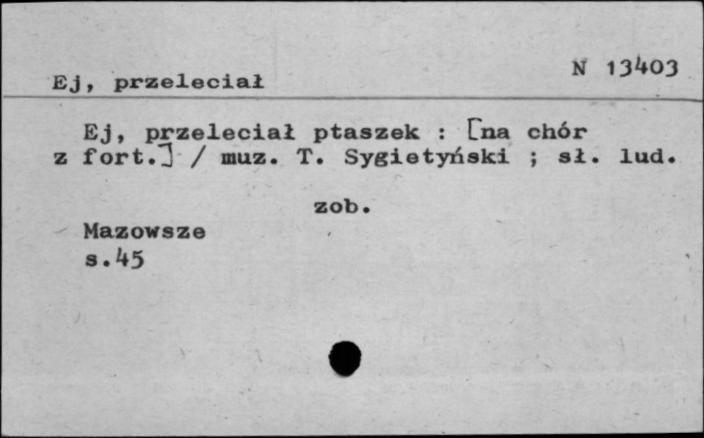 N 13403
Ej, przeleciał
Ej, przeleciał ptaszek : [na chór
z fort.] / muz. T. Sygietyński ; sł. lud.
zob.
Mazowsze
s.45